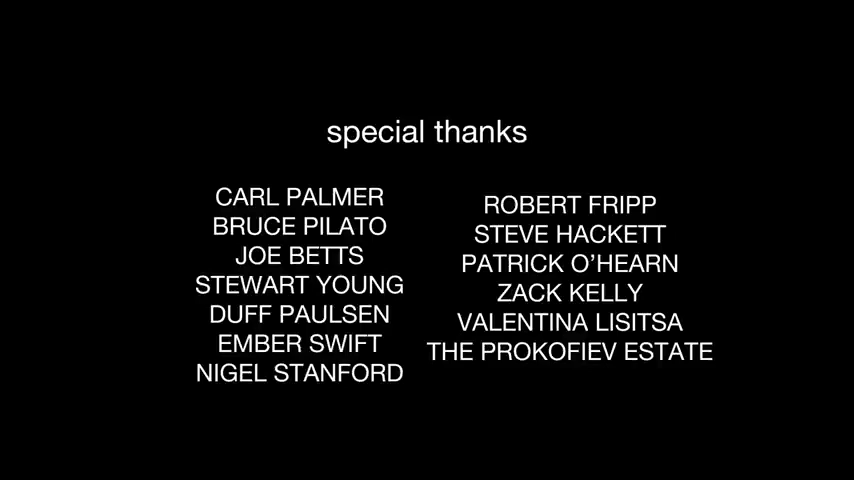 special thanks
CARL PALMER
BRUCE PILATO
JOE BETTS
STEWART YOUNG
DUFF PAULSEN
EMBER SWIFT
NIGEL STANFORD
ROBERT FRIPP
STEVE HACKETT
PATRICK O’HEARN
ZACK KELLY
VALENTINA LISITSA
THE PROKOFIEV ESTATE